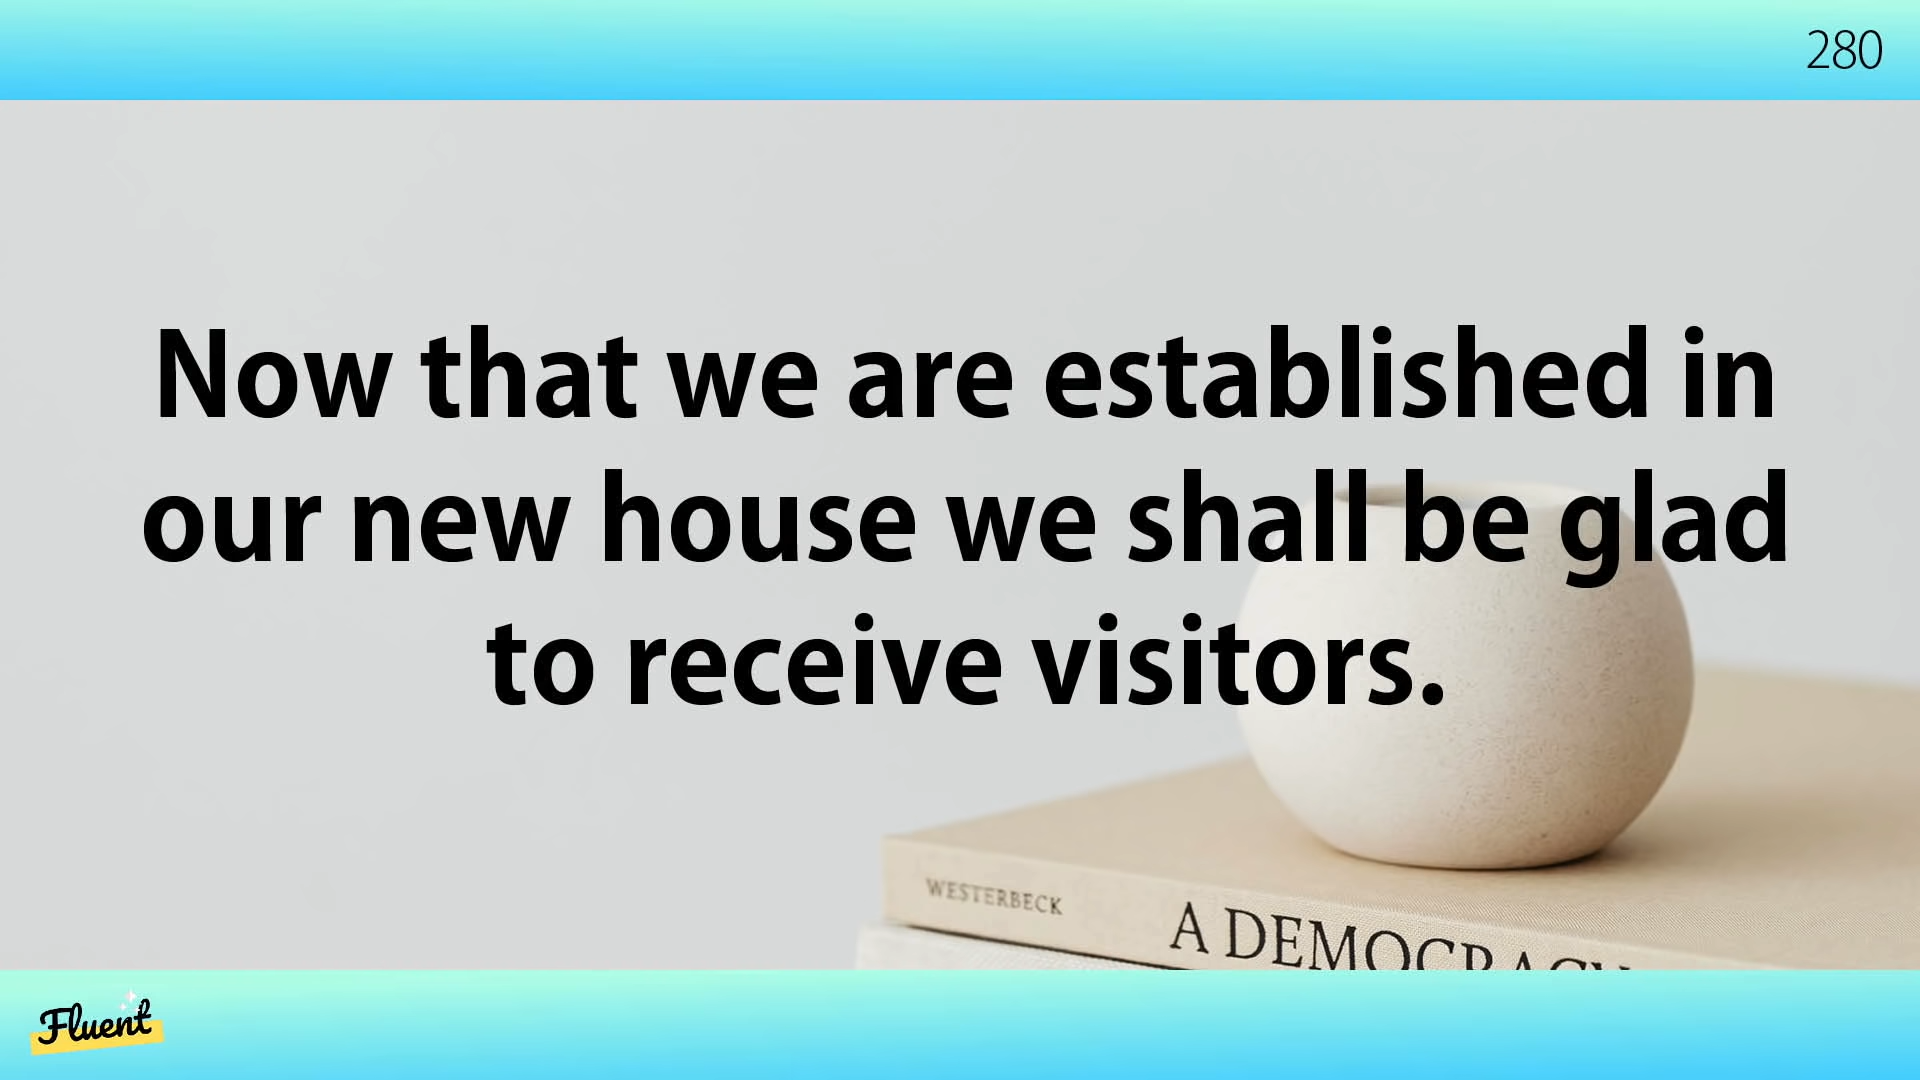 280
Now that we are established in
our new house we shall be glad
to receive visitors.
WESTERBECK
A DEMOCRACY
Fluent